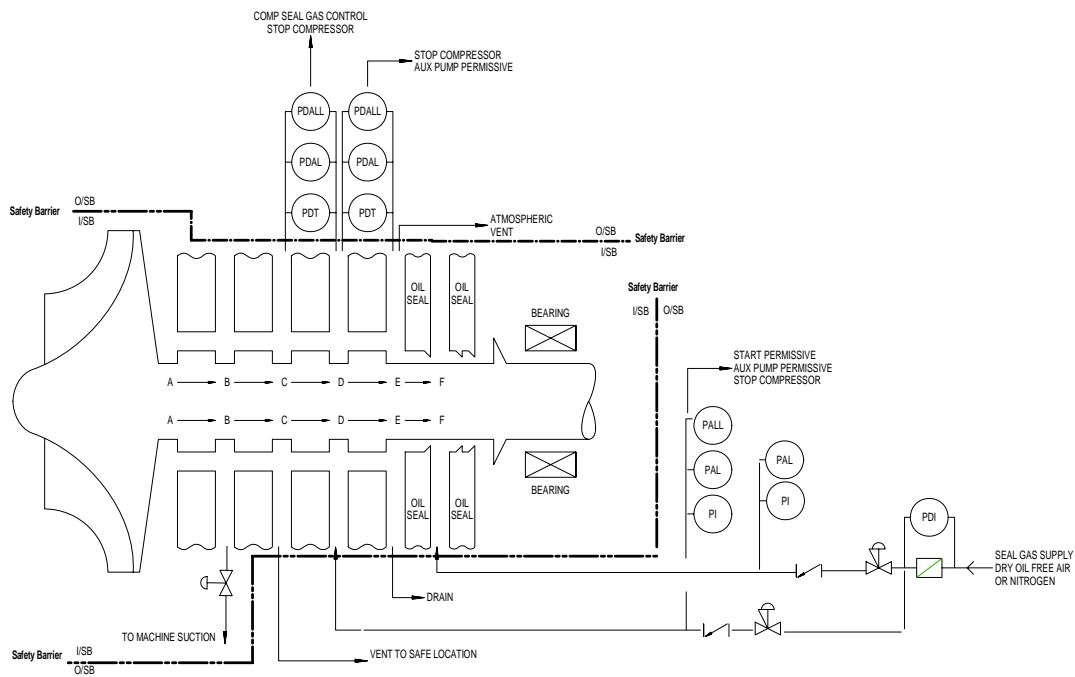 COMP SEAL GAS CONTROL
STOP COMPRESSOR
STOP COMPRESSOR
AUX PUMP PERMISSIVE
PDALL
PDALL
PDAL
PDAL
PDT
PDT
Safety Barrier
O/SB
I/SB
ATMOSPHERIC
VENT
O/SB
I/SB
Safety Barrier
OIL
SEAL
OIL
SEAL
Safety Barrier
I/SB
O/SB
BEARING
A
B
C
D
E
F
A
B
C
D
E
F
START PERMISSIVE
AUX PUMP PERMISSIVE
STOP COMPRESSOR
PALL
PAL
PI
PAL
PI
BEARING
OIL
SEAL
OIL
SEAL
PDI
SEAL GAS SUPPLY
DRY OIL FREE AIR
OR NITROGEN
DRAIN
TO MACHINE SUCTION
VENT TO SAFE LOCATION
Safety Barrier
I/SB
O/SB